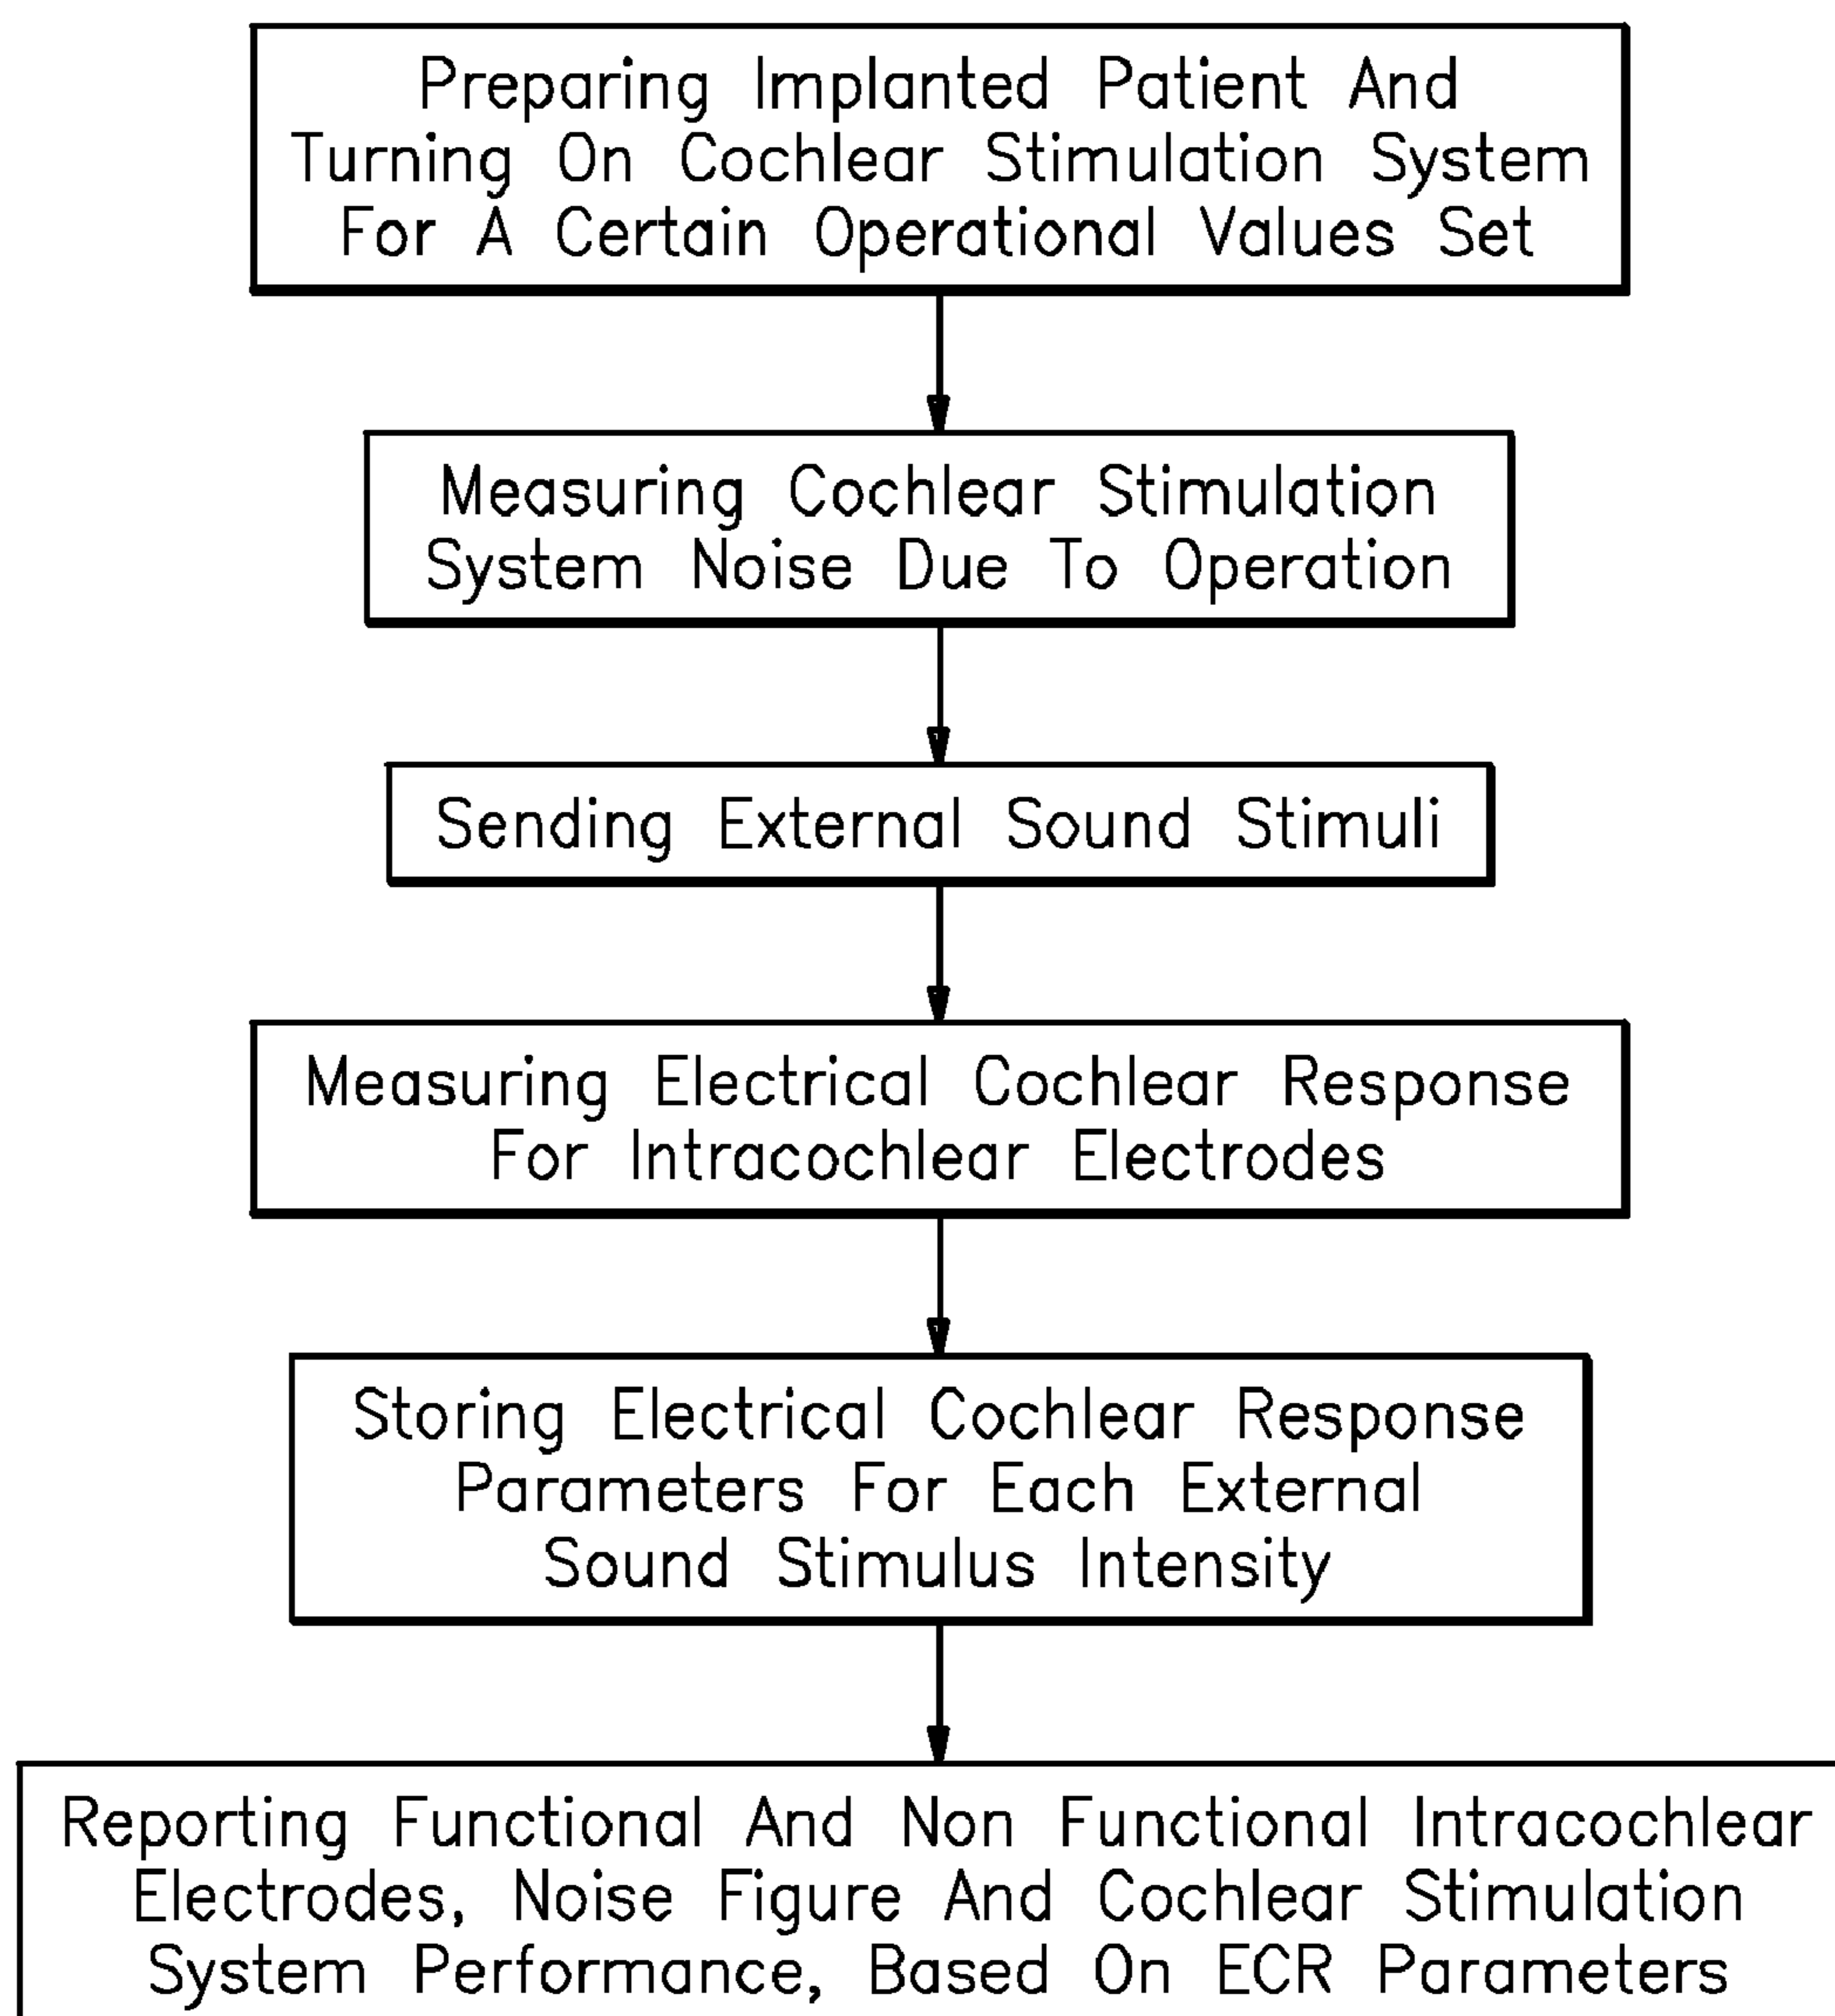 Preparing Implanted Patient And
Turning On Cochlear Stimulation System
For A Certain Operational Values Set
Measuring Cochlear Stimulation
System Noise Due To Operation
Sending External Sound Stimuli
Measuring Electrical Cochlear Response
For Intracochlear Electrodes
Storing Electrical Cochlear Response
Parameters For Each External
Sound Stimulus Intensity
Reporting Functional And Non Functional Intracochlear
Electrodes, Noise Figure And Cochlear Stimulation
System Performance, Based On ECR Parameters